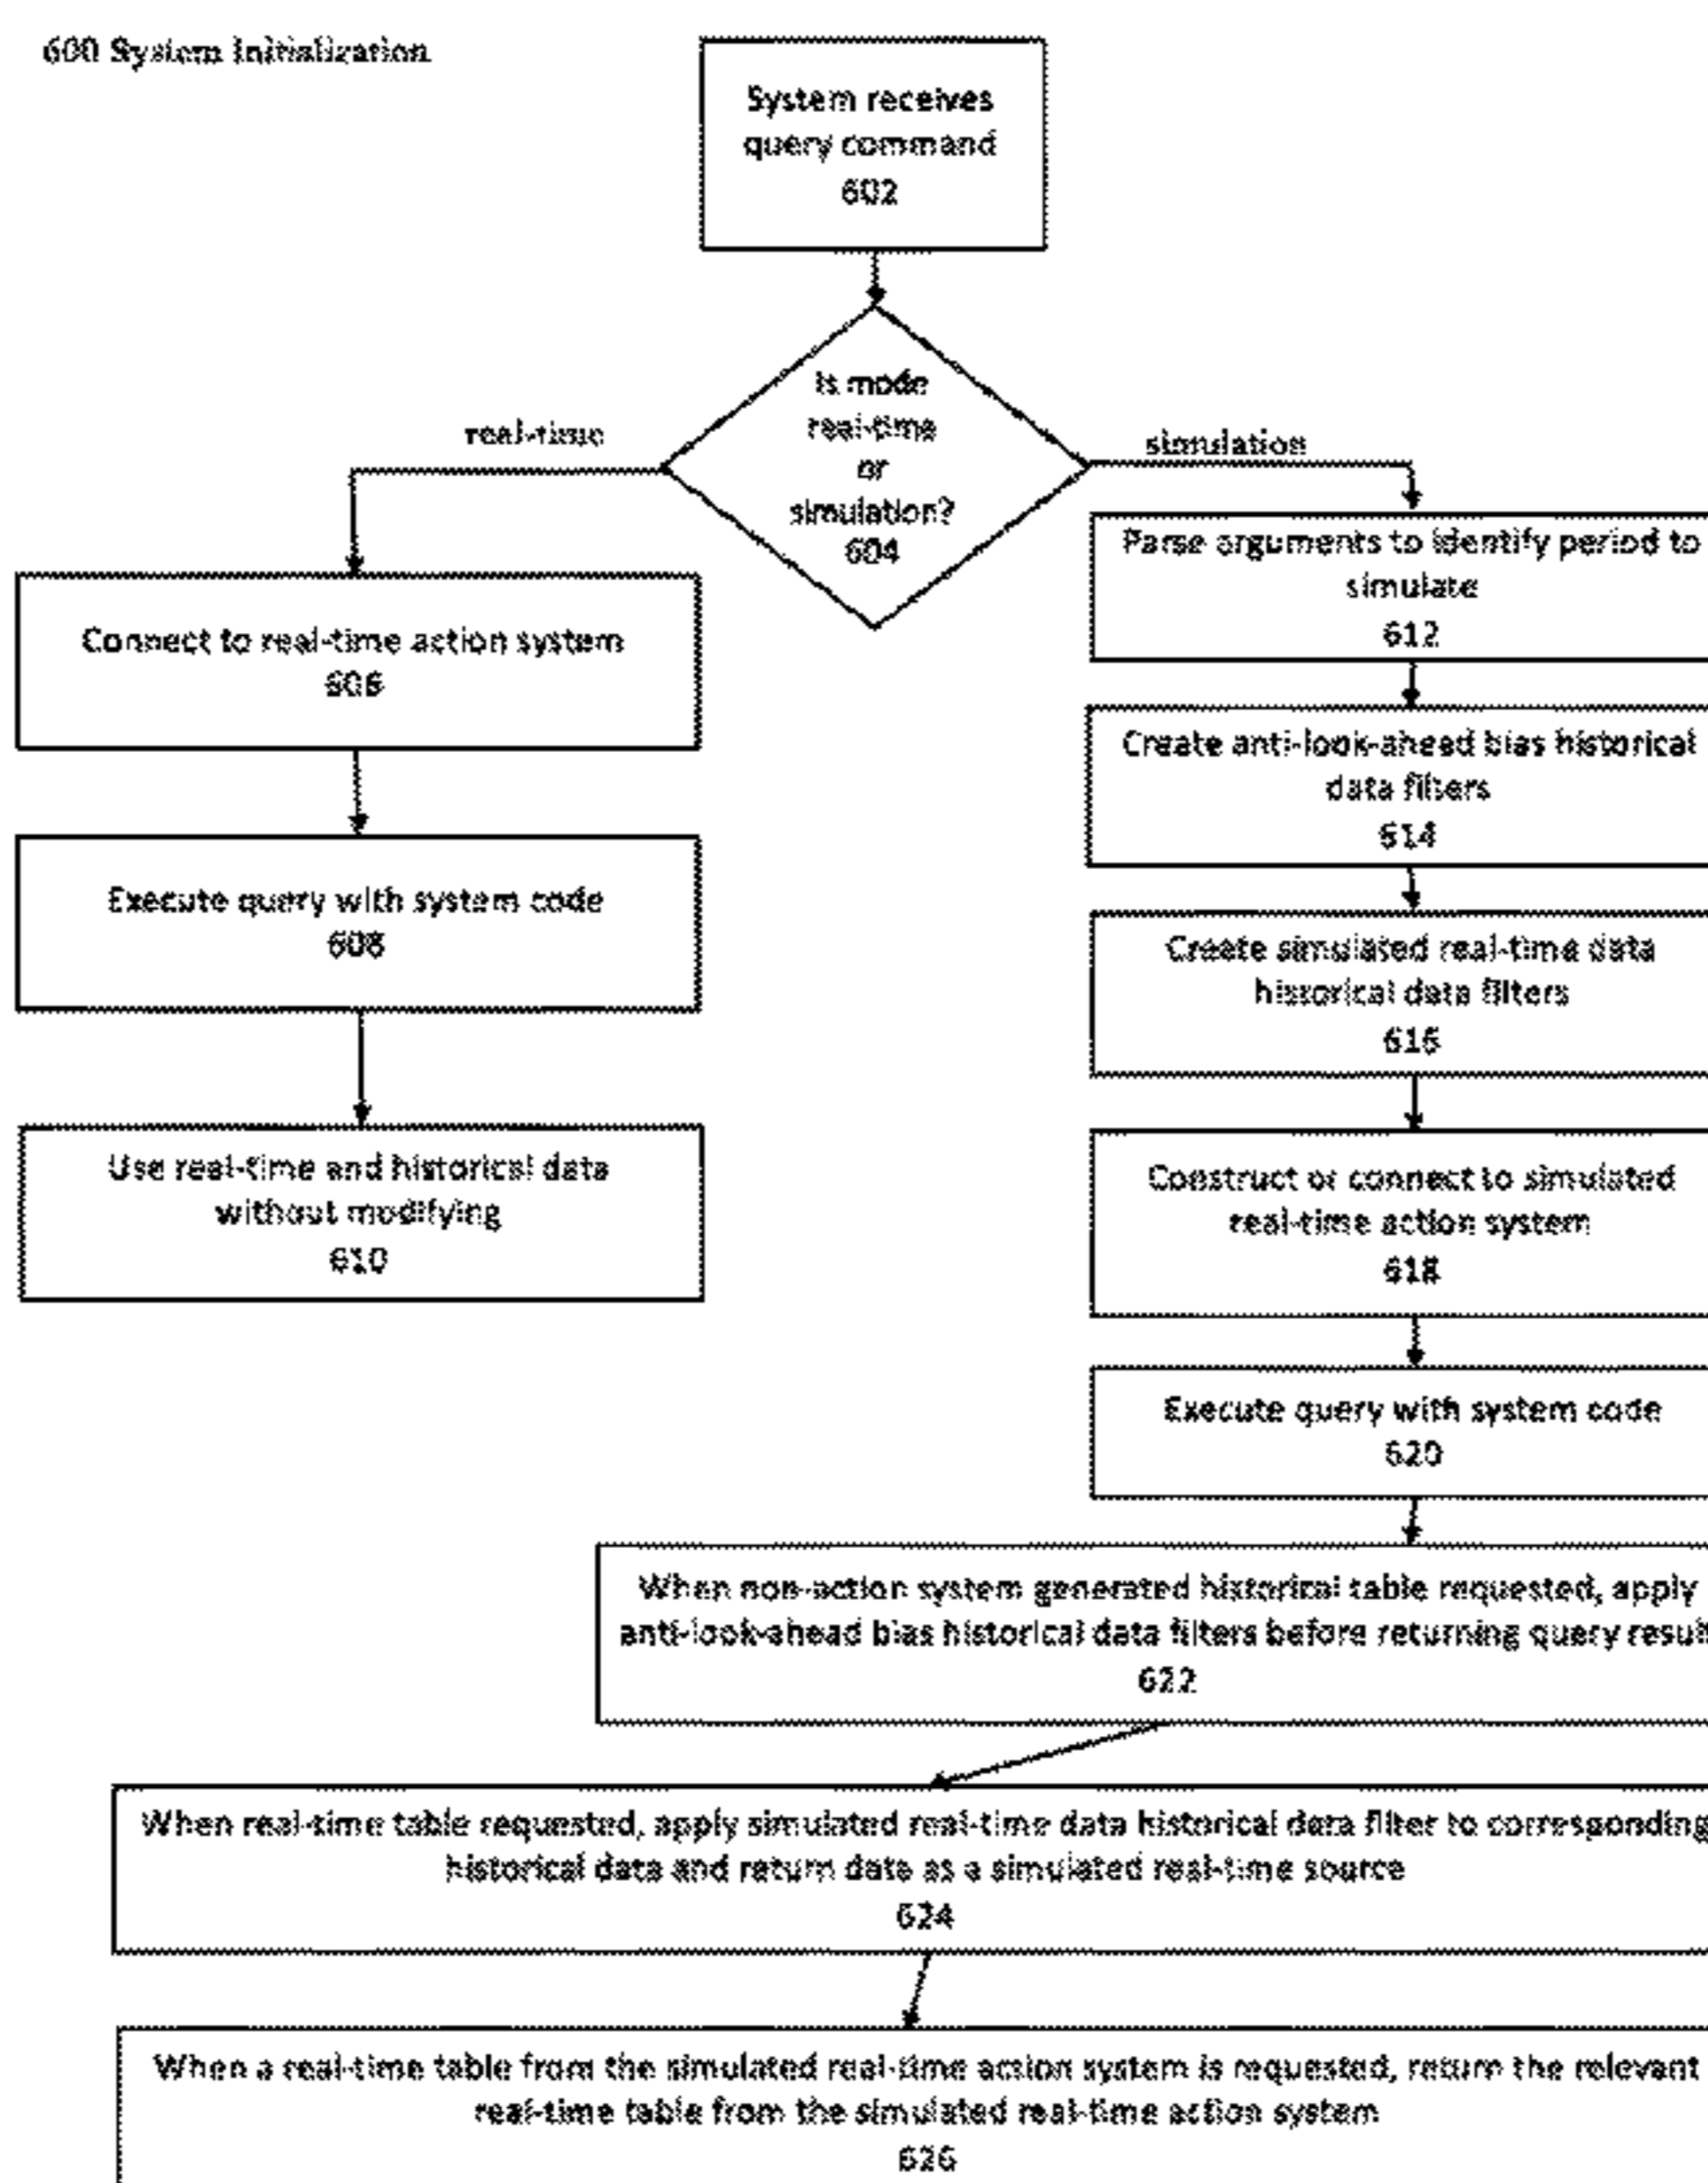 600 System Initialization
System receives
query command
602
Is mode
real-time
or
simulation?
604
real-time
simulation
Connect to real-time action system
606
Execute query with system code
608
Use real-time and historical data
without modifying
610
Parse arguments to identify period to
simulate
612
Create anti-look-ahead bias historical
data filters
614
Create simulated real-time data
historical data filters
616
Construct or connect to simulated
real-time action system
618
Execute query with system code
620
When non-action system generated historical table requested, apply
anti-look-ahead bias historical data filters before returning query result
622
When real-time table requested, apply simulated real-time data historical data filter to corresponding
historical data and return data as a simulated real-time source
624
When a real-time table from the simulated real-time action system is requested, return the relevant
real-time table from the simulated real-time action system
626